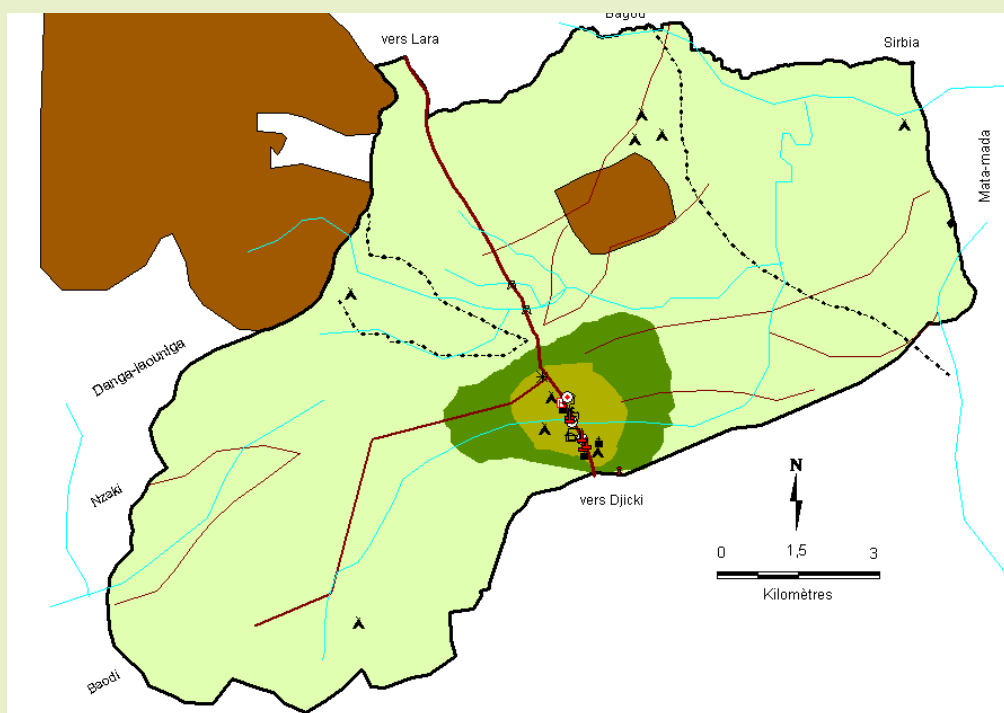 Bagou
vers Lara
Sirbia
Mata-mada
Danga-laouniga
Nzaki
vers Djicki
N
0 1,5 3
Kilomètres
Baodi